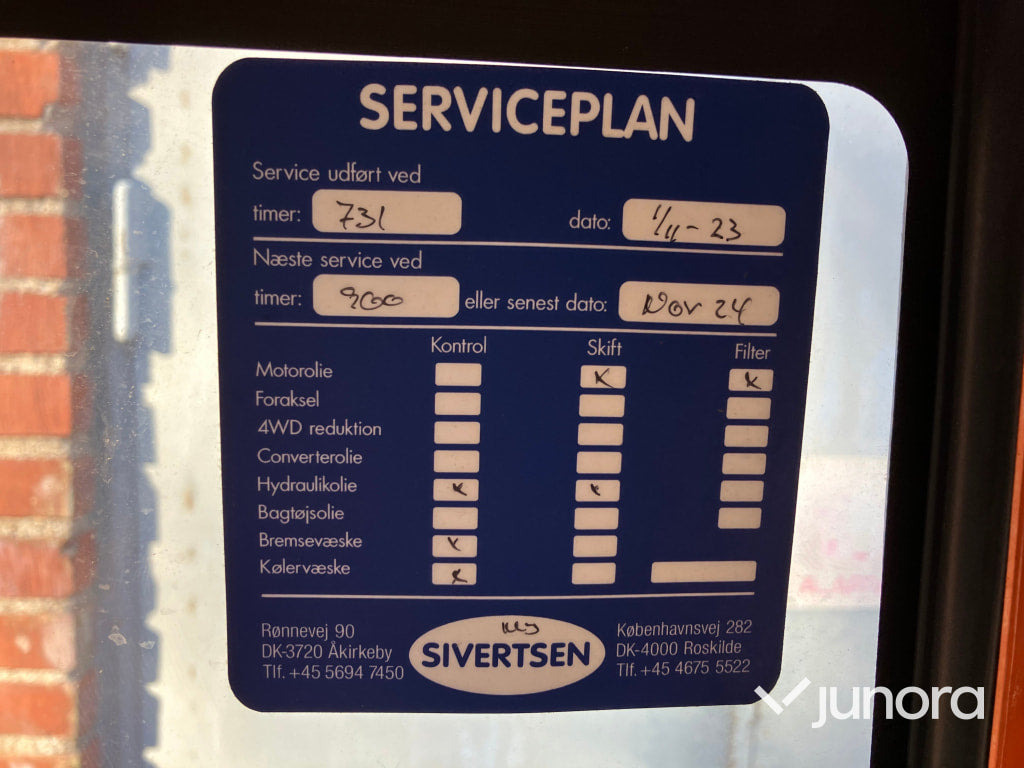 SERVICEPLAN
Service udført ved
timer: 731 dato: 1/11-23
Næste service ved
timer: 900 eller senest dato: Nov 24
Kontrol Skift Filter
Motorolie x x
Foraksel
4WD reduktion
Converterolie
Hydraulikolie x x
Bagtøjsolie
Bremsevæske x
Kølervæske x
Rønnevej 90
DK-3720 Åkirkeby
Tlf. +45 5694 7450
SIVERTSEN
Københavnsvej 282
DK-4000 Roskilde
Tlf. +45 4675 5522
junora